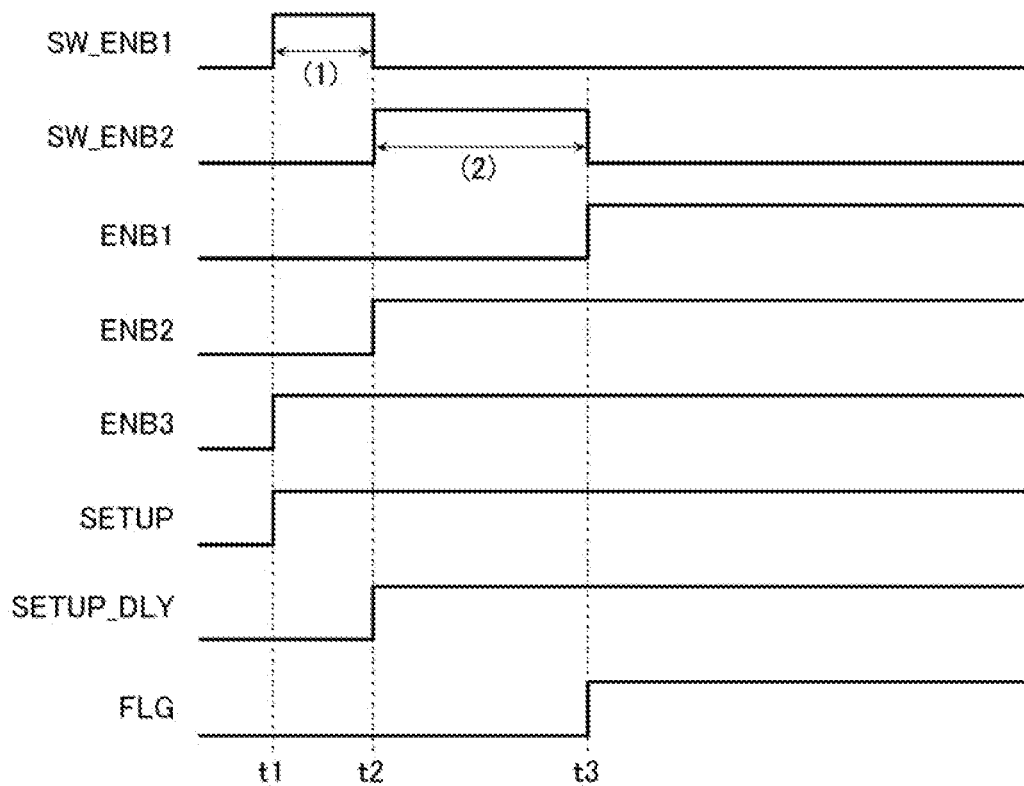 SW_ENB1
(1)
SW_ENB2
(2)
ENB1
ENB2
ENB3
SETUP
SETUP_DLY
FLG
t1 t2 t3